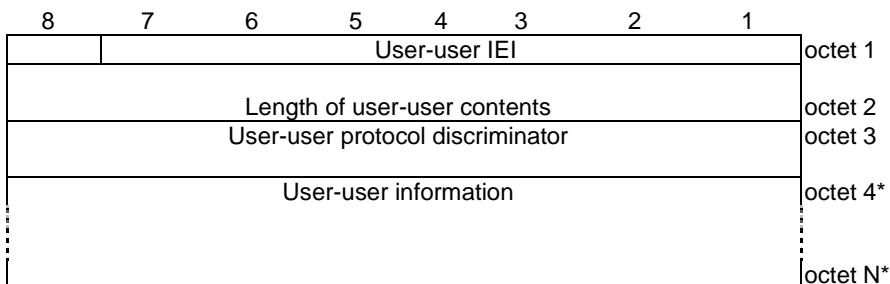 8 7 6 5 4 3 2 1
User-user IEI octet 1
Length of user-user contents octet 2
User-user protocol discriminator octet 3
User-user information octet 4*
octet N*